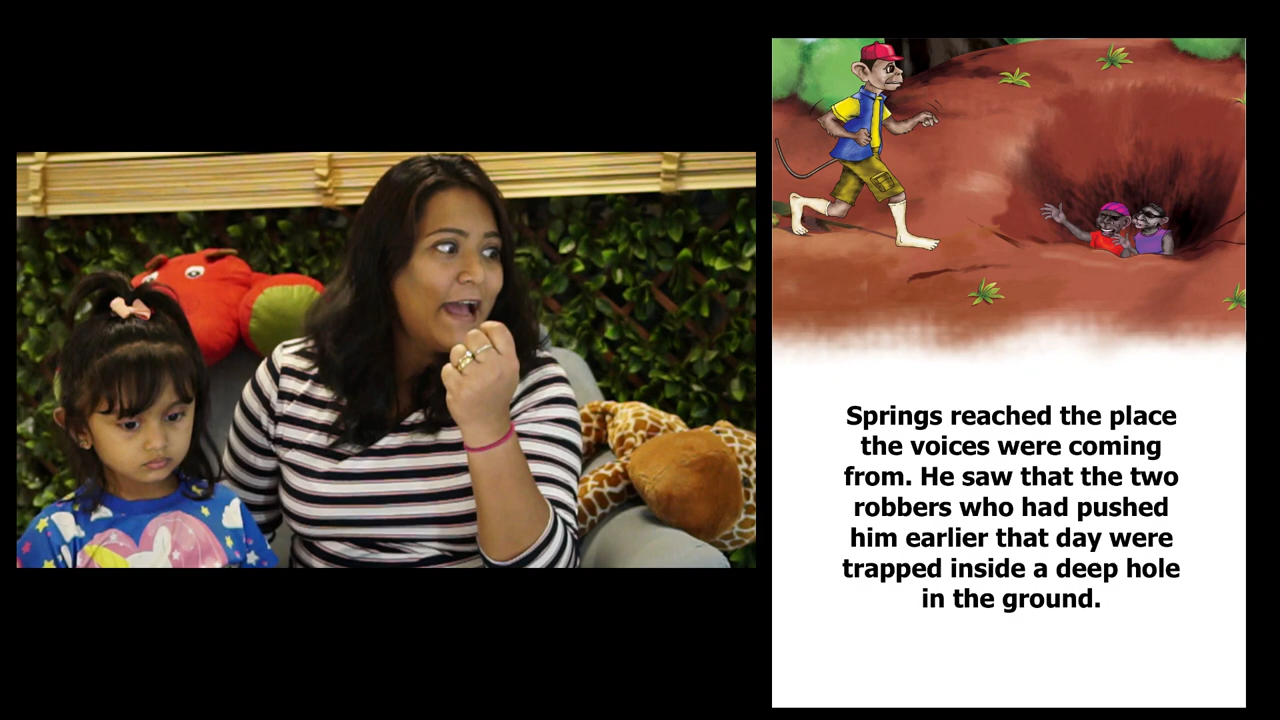 Springs reached the place
the voices were coming
from. He saw that the two
robbers who had pushed
him earlier that day were
trapped inside a deep hole
in the ground.